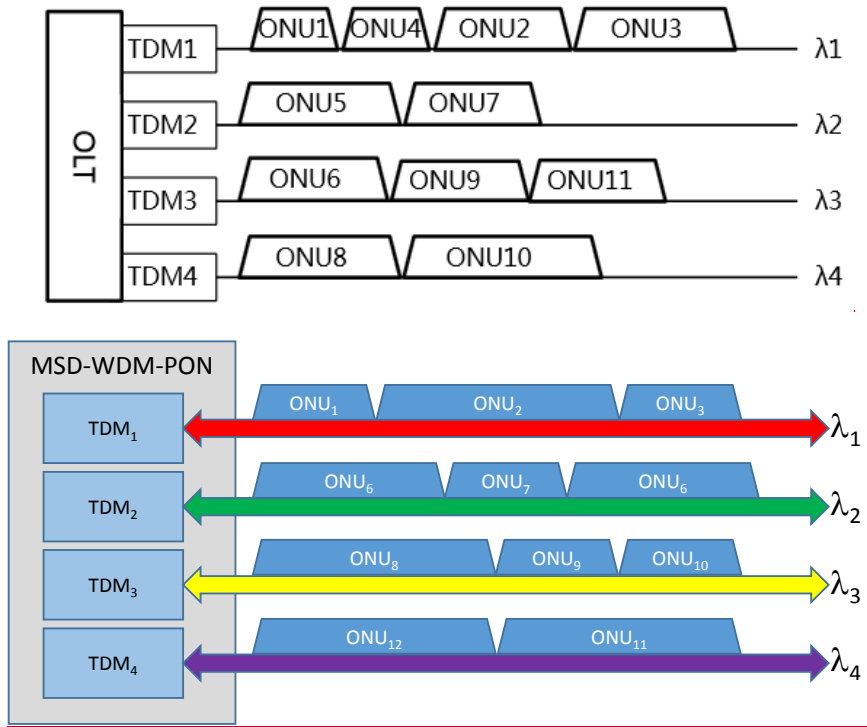 TDM1 ONU1 ONU4 ONU2 ONU3 λ1
TDM2 ONU5 ONU7 λ2
OLT
TDM3 ONU6 ONU9 ONU11 λ3
TDM4 ONU8 ONU10 λ4
MSD-WDM-PON
TDM₁ ONU₁ ONU₂ ONU₃ λ₁
TDM₂ ONU₆ ONU₇ ONU₆ λ₂
TDM₃ ONU₈ ONU₉ ONU₁₀ λ₃
TDM₄ ONU₁₂ ONU₁₁ λ₄